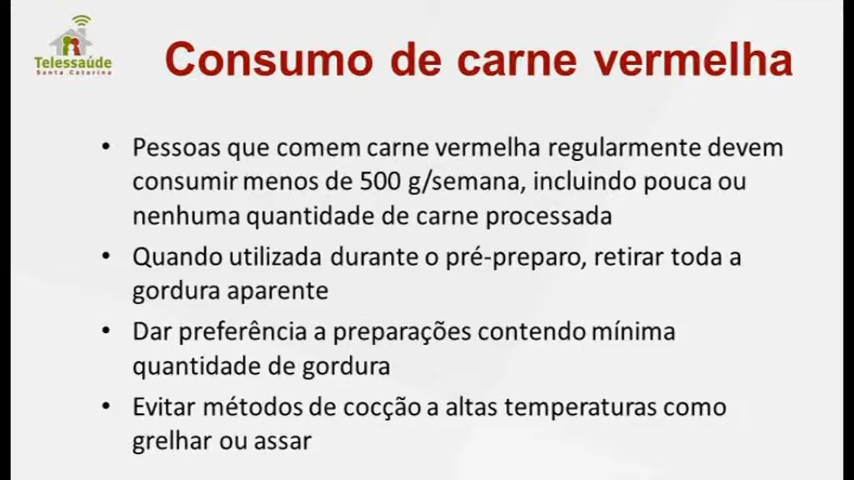 Telessaúde
Santa Catarina
Consumo de carne vermelha
• Pessoas que comem carne vermelha regularmente devem
consumir menos de 500 g/semana, incluindo pouca ou
nenhuma quantidade de carne processada
• Quando utilizada durante o pré-preparo, retirar toda a
gordura aparente
• Dar preferência a preparações contendo mínima
quantidade de gordura
• Evitar métodos de cocção a altas temperaturas como
grelhar ou assar